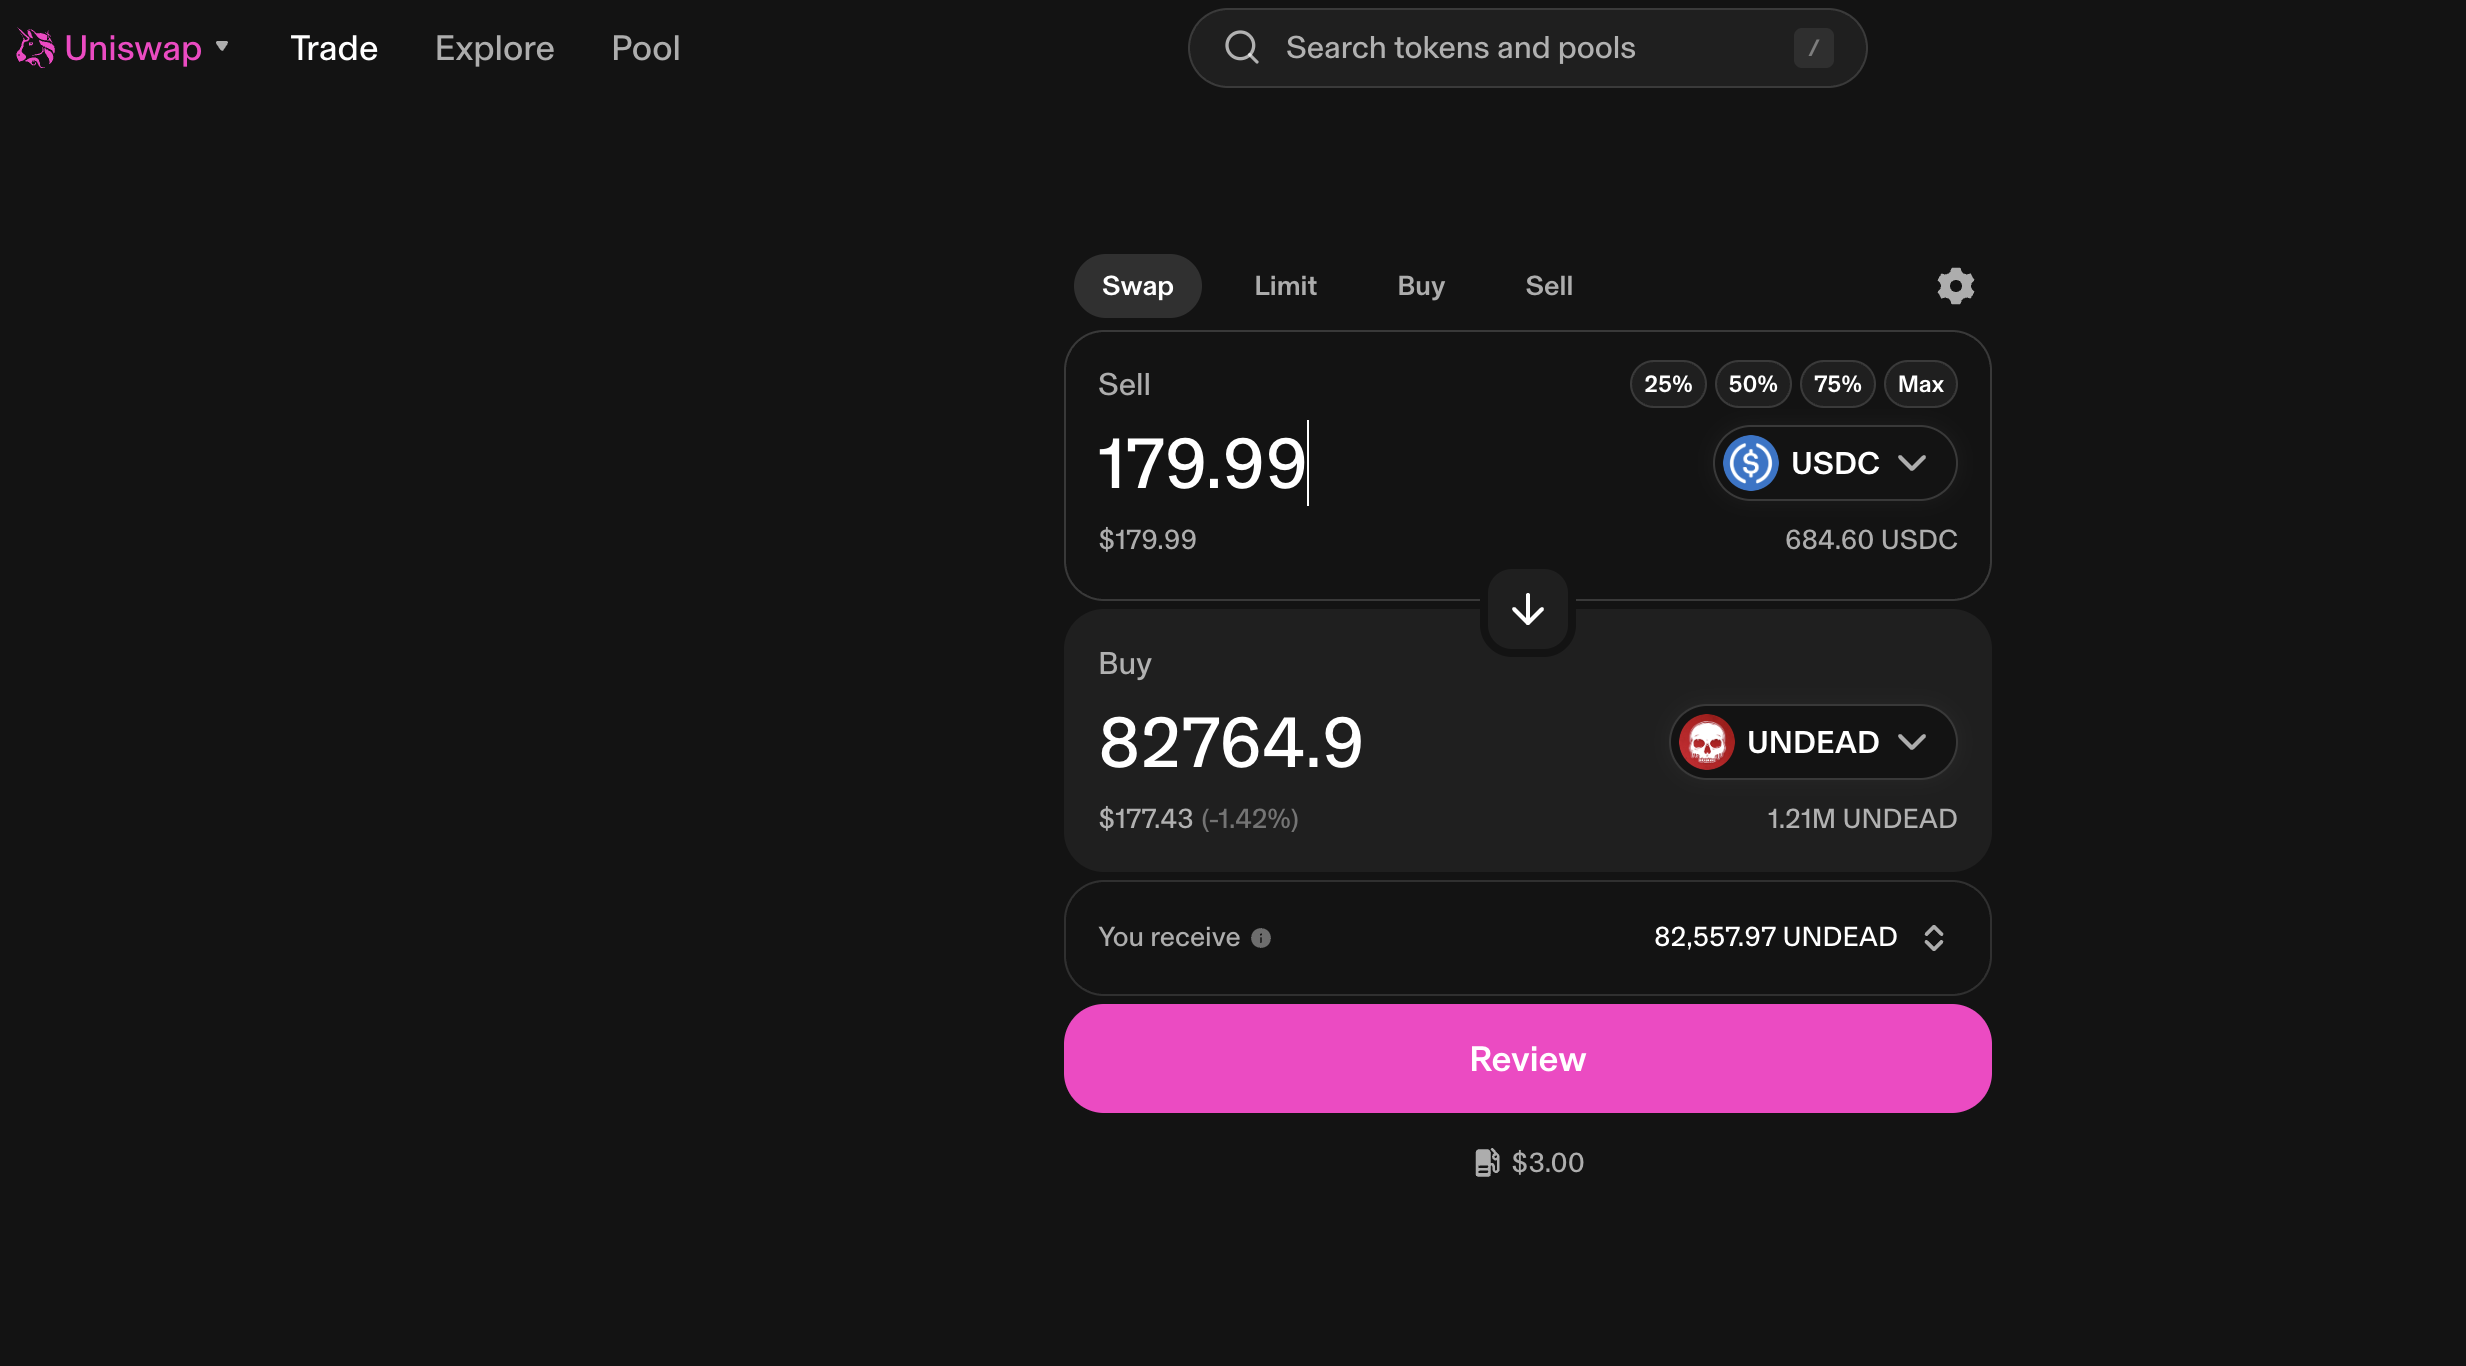 Uniswap Trade Explore Pool Search tokens and pools /
Swap Limit Buy Sell
Sell 25% 50% 75% Max
179.99 USDC
$179.99 684.60 USDC
Buy
82764.9 UNDEAD
$177.43 (-1.42%) 1.21M UNDEAD
You receive 82,557.97 UNDEAD
Review
$3.00